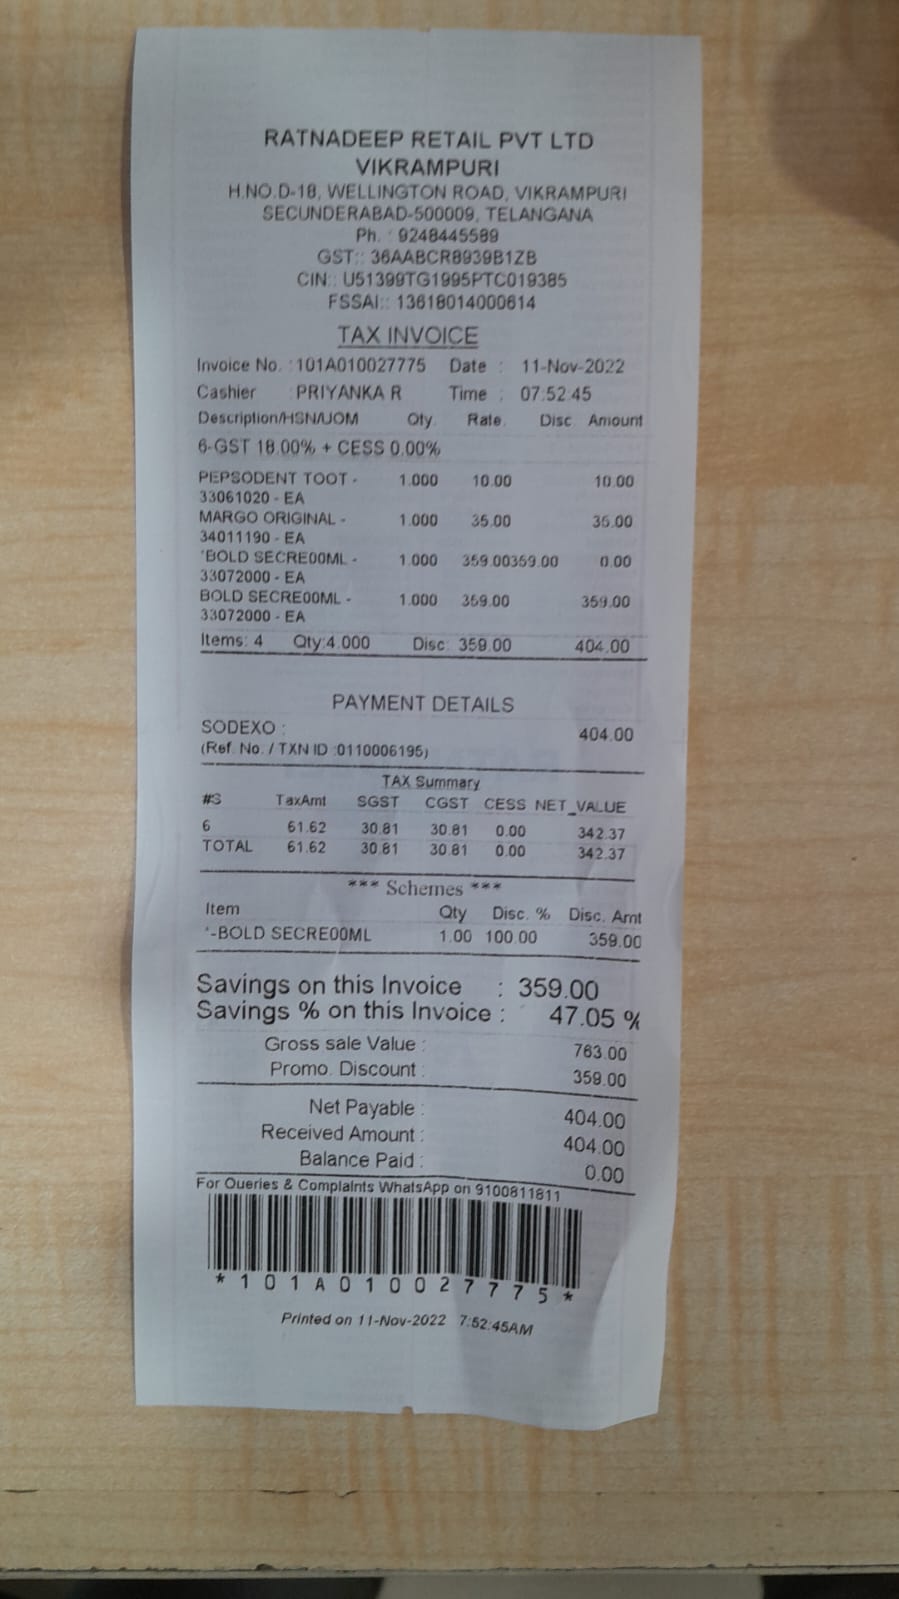 RATNADEEP RETAIL PVT LTD
VIKRAMPURI
H.NO.D-18, WELLINGTON ROAD, VIKRAMPURI
SECUNDERABAD-500009, TELANGANA
Ph. : 9248445589
GST:: 36AABCR8939B1ZB
CIN:: U51399TG1995PTC019385
FSSAI:: 13618014000614
TAX INVOICE
Invoice No. : 101A010027775 Date : 11-Nov-2022
Cashier : PRIYANKA R Time : 07:52:45
Description/HSN/UOM Qty. Rate. Disc Amount
6-GST 18.00% + CESS 0.00%
PEPSODENT TOOT - 1.000 10.00 10.00
33061020 - EA
MARGO ORIGINAL - 1.000 35.00 35.00
34011190 - EA
*BOLD SECRE00ML - 1.000 359.00359.00 0.00
33072000 - EA
BOLD SECRE00ML - 1.000 359.00 359.00
33072000 - EA
Items: 4 Qty:4.000 Disc: 359.00 404.00
PAYMENT DETAILS
SODEXO : 404.00
(Ref. No. / TXN ID :0110006195)
TAX Summary
#S TaxAmt SGST CGST CESS NET_VALUE
6 61.62 30.81 30.81 0.00 342.37
TOTAL 61.62 30.81 30.81 0.00 342.37
*** Schemes ***
Item Qty Disc. % Disc. Amt
*-BOLD SECRE00ML 1.00 100.00 359.00
Savings on this Invoice : 359.00
Savings % on this Invoice : 47.05 %
Gross sale Value : 763.00
Promo. Discount : 359.00
Net Payable : 404.00
Received Amount : 404.00
Balance Paid : 0.00
For Queries & Complaints WhatsApp on 9100811811
*101A010027775*
Printed on 11-Nov-2022 7:52:45AM